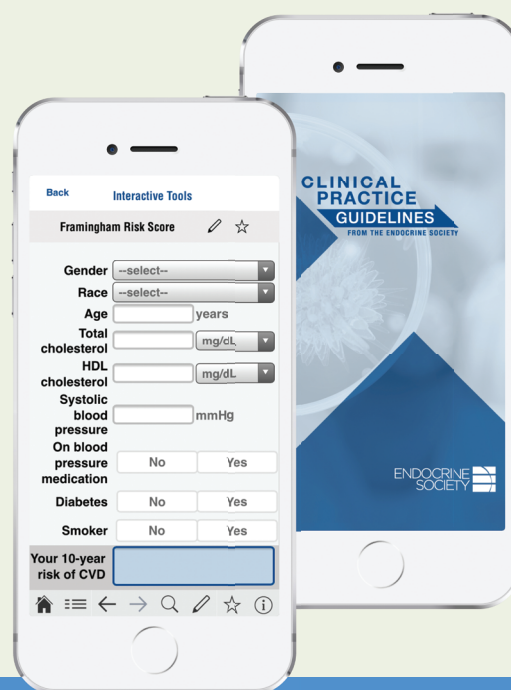 Back Interactive Tools
Framingham Risk Score
Gender --select--
Race --select--
Age years
Total
cholesterol mg/dL
HDL
cholesterol mg/dL
Systolic
blood
pressure mmHg
On blood
pressure
medication No Yes
Diabetes No Yes
Smoker No Yes
Your 10-year
risk of CVD
CLINICAL
PRACTICE
GUIDELINES
FROM THE ENDOCRINE SOCIETY
ENDOCRINE
SOCIETY